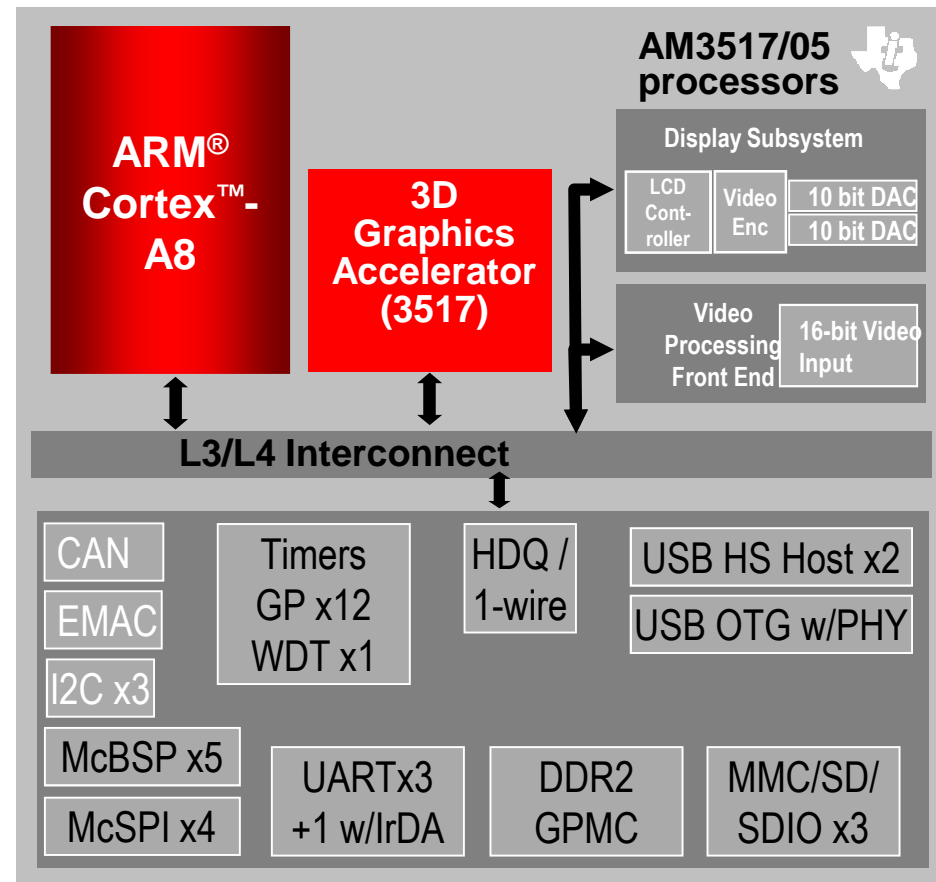 AM3517/05
processors
ARM®
Cortex™-
A8
3D
Graphics
Accelerator
(3517)
Display Subsystem
LCD
Cont-
roller
Video
Enc
10 bit DAC
10 bit DAC
Video
Processing
Front End
16-bit Video
Input
L3/L4 Interconnect
CAN
EMAC
I2C x3
McBSP x5
McSPI x4
Timers
GP x12
WDT x1
HDQ /
1-wire
USB HS Host x2
USB OTG w/PHY
UARTx3
+1 w/IrDA
DDR2
GPMC
MMC/SD/
SDIO x3